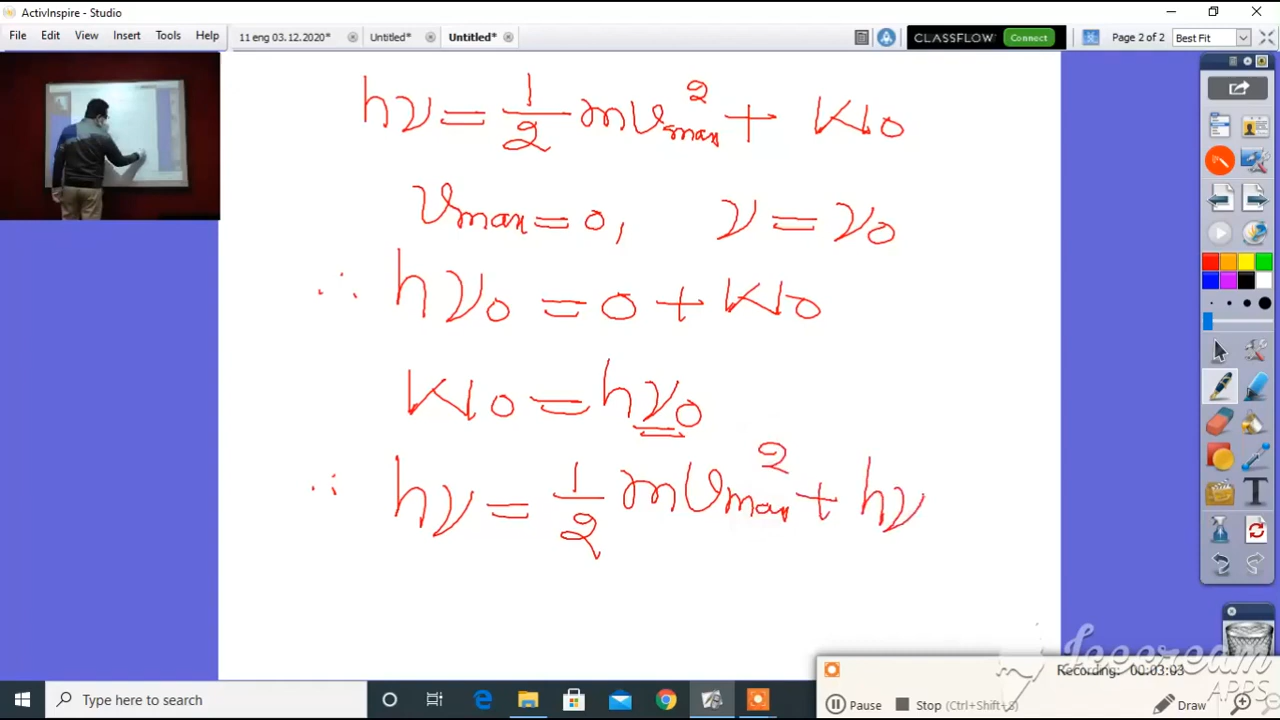 ActivInspire - Studio
File Edit View Insert Tools Help
11 eng 03.12.2020* Untitled* Untitled*
CLASSFLOW Connect
Page 2 of 2 Best Fit
hν = 1/2 mv²max + W0
vmax = 0, ν = ν0
∴ hν0 = 0 + W0
W0 = hν0
∴ hν = 1/2 mv²max + hν
Icecream
APPS
Recording: 00:03:03
Pause Stop (Ctrl+Shift+S) Draw
Type here to search